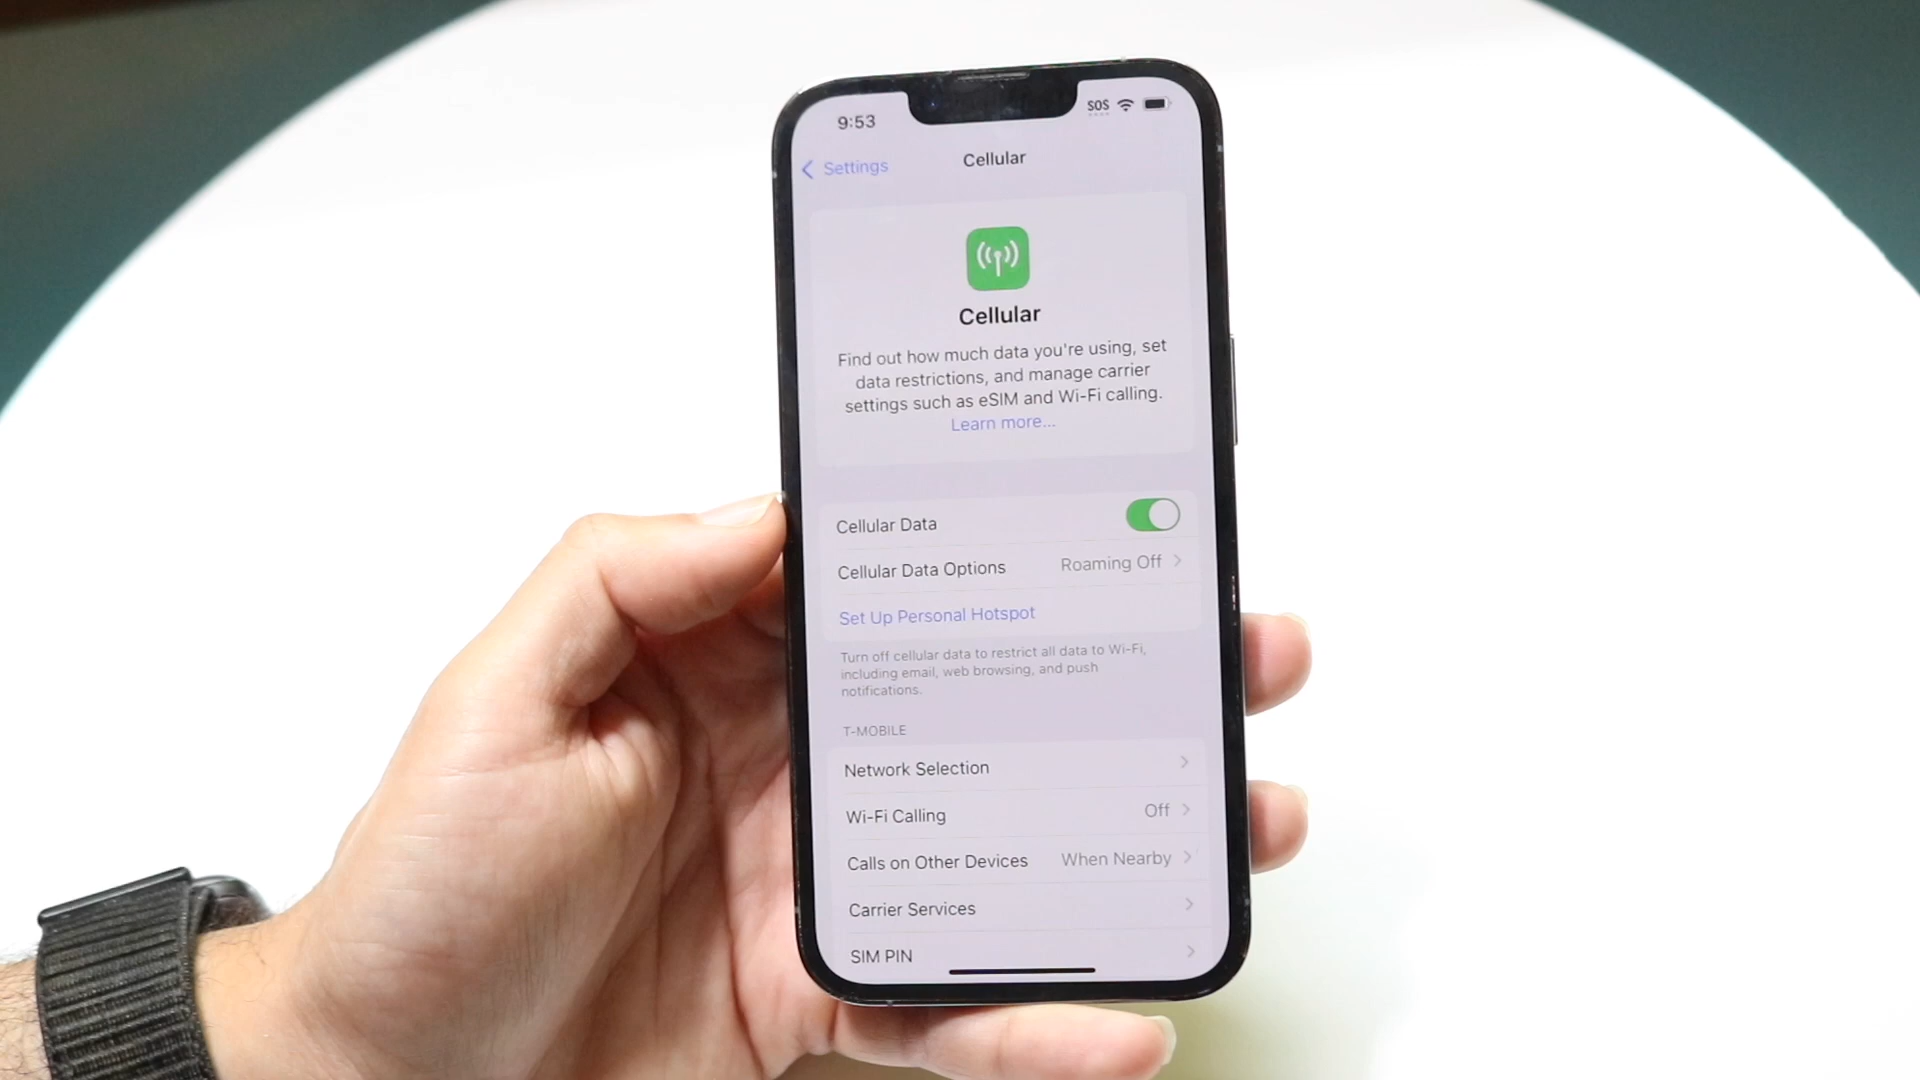 9:53
SOS
Settings
Cellular
Cellular
Find out how much data you're using, set
data restrictions, and manage carrier
settings such as eSIM and Wi-Fi calling.
Learn more...
Cellular Data
Cellular Data Options Roaming Off
Set Up Personal Hotspot
Turn off cellular data to restrict all data to Wi-Fi,
including email, web browsing, and push
notifications.
T-MOBILE
Network Selection
Wi-Fi Calling Off
Calls on Other Devices When Nearby
Carrier Services
SIM PIN